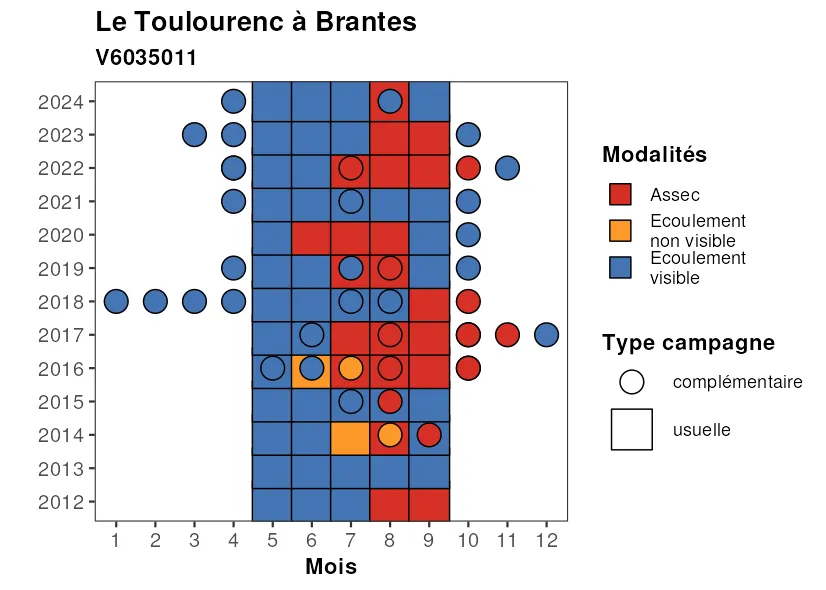 Le Toulourenc à Brantes
V6035011
2024
2023
2022
2021
2020
2019
2018
2017
2016
2015
2014
2013
2012
1 2 3 4 5 6 7 8 9 10 11 12
Mois
Modalités
Assec
Ecoulement
non visible
Ecoulement
visible
Type campagne
complémentaire
usuelle